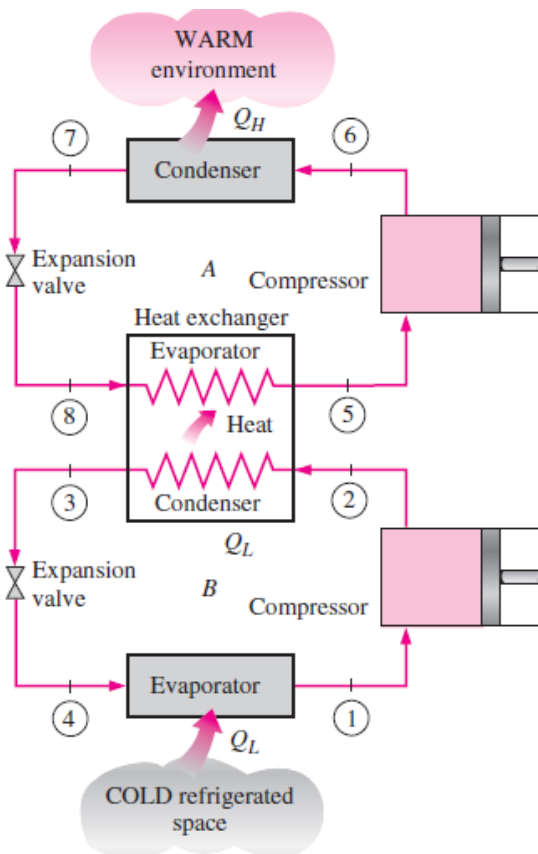 WARM
environment
Q_H
7
6
Condenser
Expansion
valve
A
Compressor
Heat exchanger
Evaporator
8
Heat
5
3
2
Condenser
Q_L
Expansion
valve
B
Compressor
Evaporator
4
1
Q_L
COLD refrigerated
space